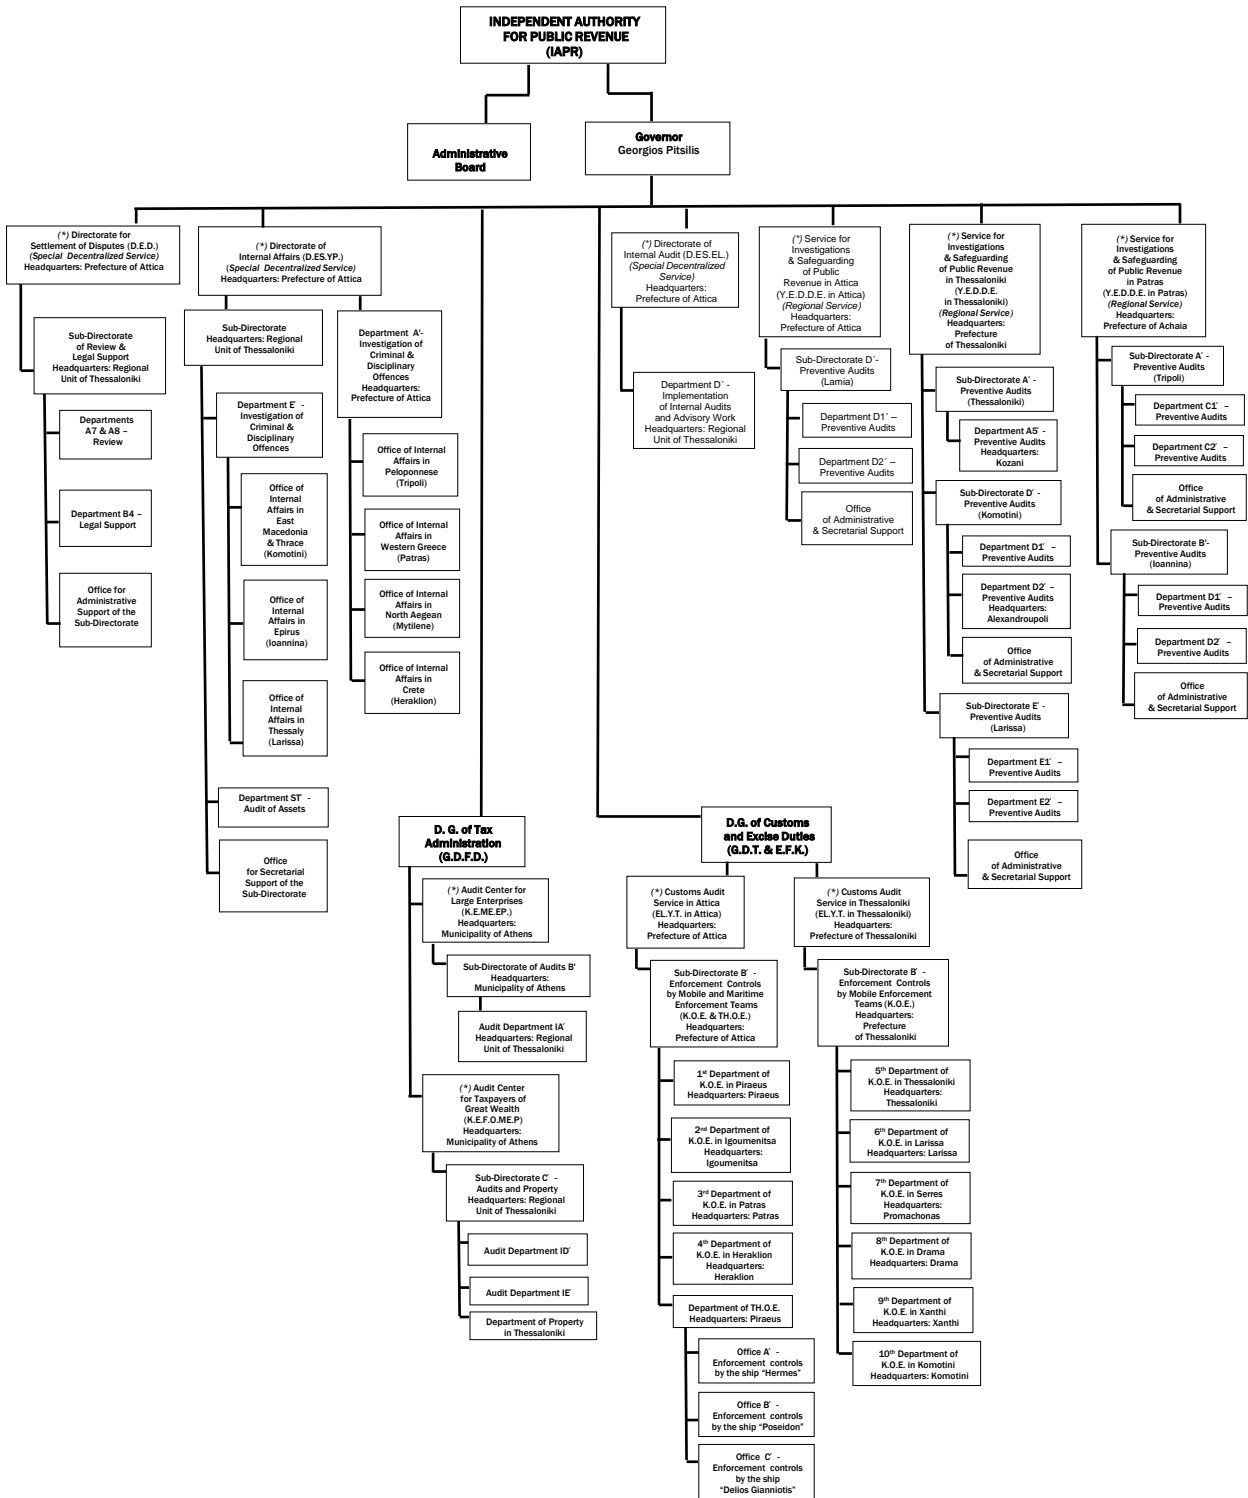 INDEPENDENT AUTHORITY
FOR PUBLIC REVENUE
(IAPR)
Administrative
Board
Governor
Georgios Pitsilis
(*) Directorate for
Settlement of Disputes (D.E.D.)
(Special Decentralized Service)
Headquarters: Prefecture of Attica
Sub-Directorate
of Review &
Legal Support
Headquarters: Regional
Unit of Thessaloniki
Departments
A7 & A8 –
Review
Department B4 –
Legal Support
Office for
Administrative
Support of the
Sub-Directorate
(*) Directorate of
Internal Affairs (D.ES.YP.)
(Special Decentralized Service)
Headquarters: Prefecture of Attica
Sub-Directorate
Headquarters: Regional
Unit of Thessaloniki
Department E΄ -
Investigation of
Criminal &
Disciplinary
Offences
Office of
Internal
Affairs in
East
Macedonia
& Thrace
(Komotini)
Office of
Internal
Affairs in
Epirus
(Ioannina)
Office of
Internal
Affairs in
Thessaly
(Larissa)
Department ST΄ -
Audit of Assets
Office
for Secretarial
Support of the
Sub-Directorate
Department A'-
Investigation of
Criminal &
Disciplinary
Offences
Headquarters:
Prefecture of Attica
Office of Internal
Affairs in
Peloponnese
(Tripoli)
Office of Internal
Affairs in
Western Greece
(Patras)
Office of Internal
Affairs in
North Aegean
(Mytilene)
Office of Internal
Affairs in
Crete
(Heraklion)
D. G. of Tax
Administration
(G.D.F.D.)
(*) Audit Center for
Large Enterprises
(K.E.ME.EP.)
Headquarters:
Municipality of Athens
Sub-Directorate of Audits B'
Headquarters:
Municipality of Athens
Audit Department IA΄
Headquarters: Regional
Unit of Thessaloniki
(*) Audit Center
for Taxpayers of
Great Wealth
(K.E.F.O.ME.P)
Headquarters:
Municipality of Athens
Sub-Directorate C΄ -
Audits and Property
Headquarters: Regional
Unit of Thessaloniki
Audit Department ID΄
Audit Department IE΄
Department of Property
in Thessaloniki
D.G. of Customs
and Excise Duties
(G.D.T. & E.F.K.)
(*) Customs Audit
Service in Attica
(EL.Y.T. in Attica)
Headquarters:
Prefecture of Attica
Sub-Directorate B΄ -
Enforcement Controls
by Mobile and Maritime
Enforcement Teams
(K.O.E. & TH.O.E.)
Headquarters:
Prefecture of Attica
1st Department of
K.O.E. in Piraeus
Headquarters: Piraeus
2nd Department of
K.O.E. in Igoumenitsa
Headquarters:
Igoumenitsa
3rd Department of
K.O.E. in Patras
Headquarters: Patras
4th Department of
K.O.E. in Heraklion
Headquarters:
Heraklion
Department of TH.O.E.
Headquarters: Piraeus
Office A΄ -
Enforcement controls
by the ship “Hermes”
Office B΄ -
Enforcement controls
by the ship “Poseidon”
Office C΄ -
Enforcement controls
by the ship
“Delios Gianniotis”
(*) Customs Audit
Service in Thessaloniki
(EL.Y.T. in Thessaloniki)
Headquarters:
Prefecture of Thessaloniki
Sub-Directorate B΄ -
Enforcement Controls
by Mobile Enforcement
Teams (K.O.E.)
Headquarters:
Prefecture
of Thessaloniki
5th Department of
K.O.E. in Thessaloniki
Headquarters:
Thessaloniki
6th Department of
K.O.E. in Larissa
Headquarters: Larissa
7th Department of
K.O.E. in Serres
Headquarters:
Promachonas
8th Department of
K.O.E. in Drama
Headquarters: Drama
9th Department of
K.O.E. in Xanthi
Headquarters: Xanthi
10th Department of
K.O.E. in Komotini
Headquarters: Komotini
(*) Directorate of
Internal Audit (D.ES.EL.)
(Special Decentralized
Service)
Headquarters:
Prefecture of Attica
Department D΄ -
Implementation
of Internal Audits
and Advisory Work
Headquarters: Regional
Unit of Thessaloniki
(*) Service for
Investigations
& Safeguarding
of Public
Revenue in Attica
(Y.E.D.D.E. in Attica)
(Regional Service)
Headquarters:
Prefecture of Attica
Sub-Directorate D΄-
Preventive Audits
(Lamia)
Department D1΄ –
Preventive Audits
Department D2΄ –
Preventive Audits
Office
of Administrative
& Secretarial Support
(*) Service for
Investigations
& Safeguarding
of Public Revenue
in Thessaloniki
(Y.E.D.D.E.
in Thessaloniki)
(Regional Service)
Headquarters:
Prefecture
of Thessaloniki
Sub-Directorate A΄ -
Preventive Audits
(Thessaloniki)
Department A5΄ -
Preventive Audits
Headquarters:
Kozani
Sub-Directorate D΄ -
Preventive Audits
(Komotini)
Department D1΄ –
Preventive Audits
Department D2΄ –
Preventive Audits
Headquarters:
Alexandroupoli
Office
of Administrative
& Secretarial Support
Sub-Directorate E΄ -
Preventive Audits
(Larissa)
Department E1΄ –
Preventive Audits
Department E2΄ –
Preventive Audits
Office
of Administrative
& Secretarial Support
(*) Service for
Investigations
& Safeguarding
of Public Revenue
in Patras
(Y.E.D.D.E. in Patras)
(Regional Service)
Headquarters:
Prefecture of Achaia
Sub-Directorate A΄ -
Preventive Audits
(Tripoli)
Department C1΄ –
Preventive Audits
Department C2΄ –
Preventive Audits
Office
of Administrative
& Secretarial Support
Sub-Directorate B'-
Preventive Audits
(Ioannina)
Department D1΄ –
Preventive Audits
Department D2΄ –
Preventive Audits
Office
of Administrative
& Secretarial Support